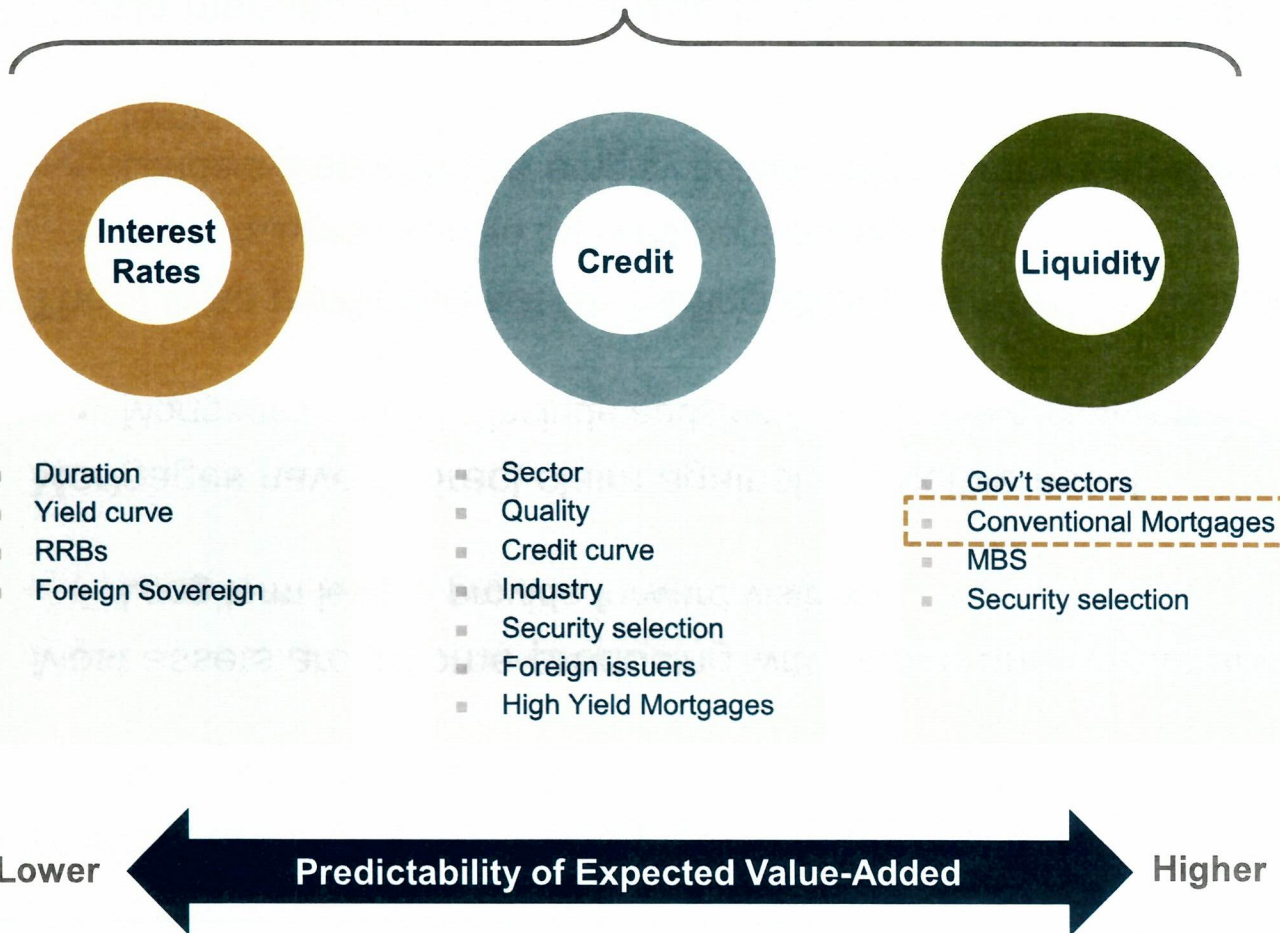 Interest
Rates
Credit
Liquidity
Duration
Yield curve
RRBs
Foreign Sovereign
Sector
Quality
Credit curve
Industry
Security selection
Foreign issuers
High Yield Mortgages
Gov't sectors
Conventional Mortgages
MBS
Security selection
Lower
Predictability of Expected Value-Added
Higher